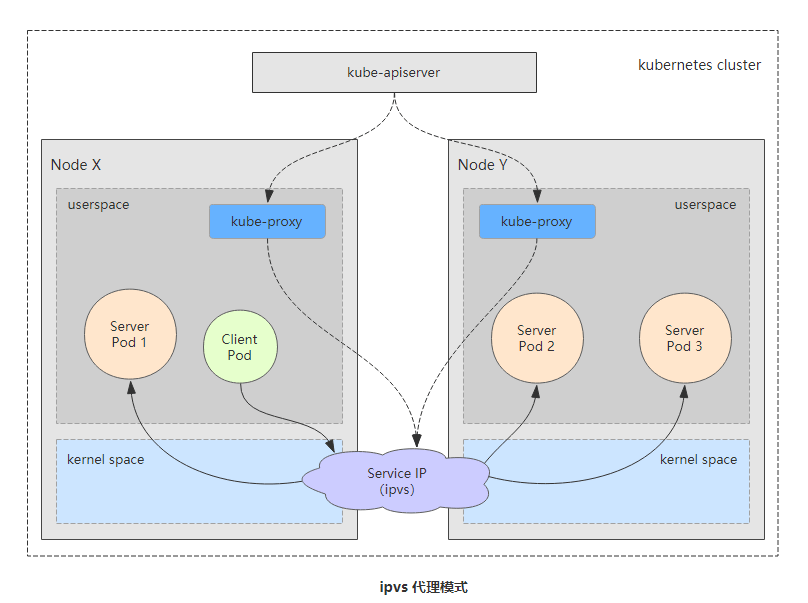 kube-apiserver
kubernetes cluster
Node X
Node Y
userspace
userspace
kube-proxy
kube-proxy
Server
Pod 1
Client
Pod
Server
Pod 2
Server
Pod 3
kernel space
kernel space
Service IP
(ipvs)
ipvs 代理模式